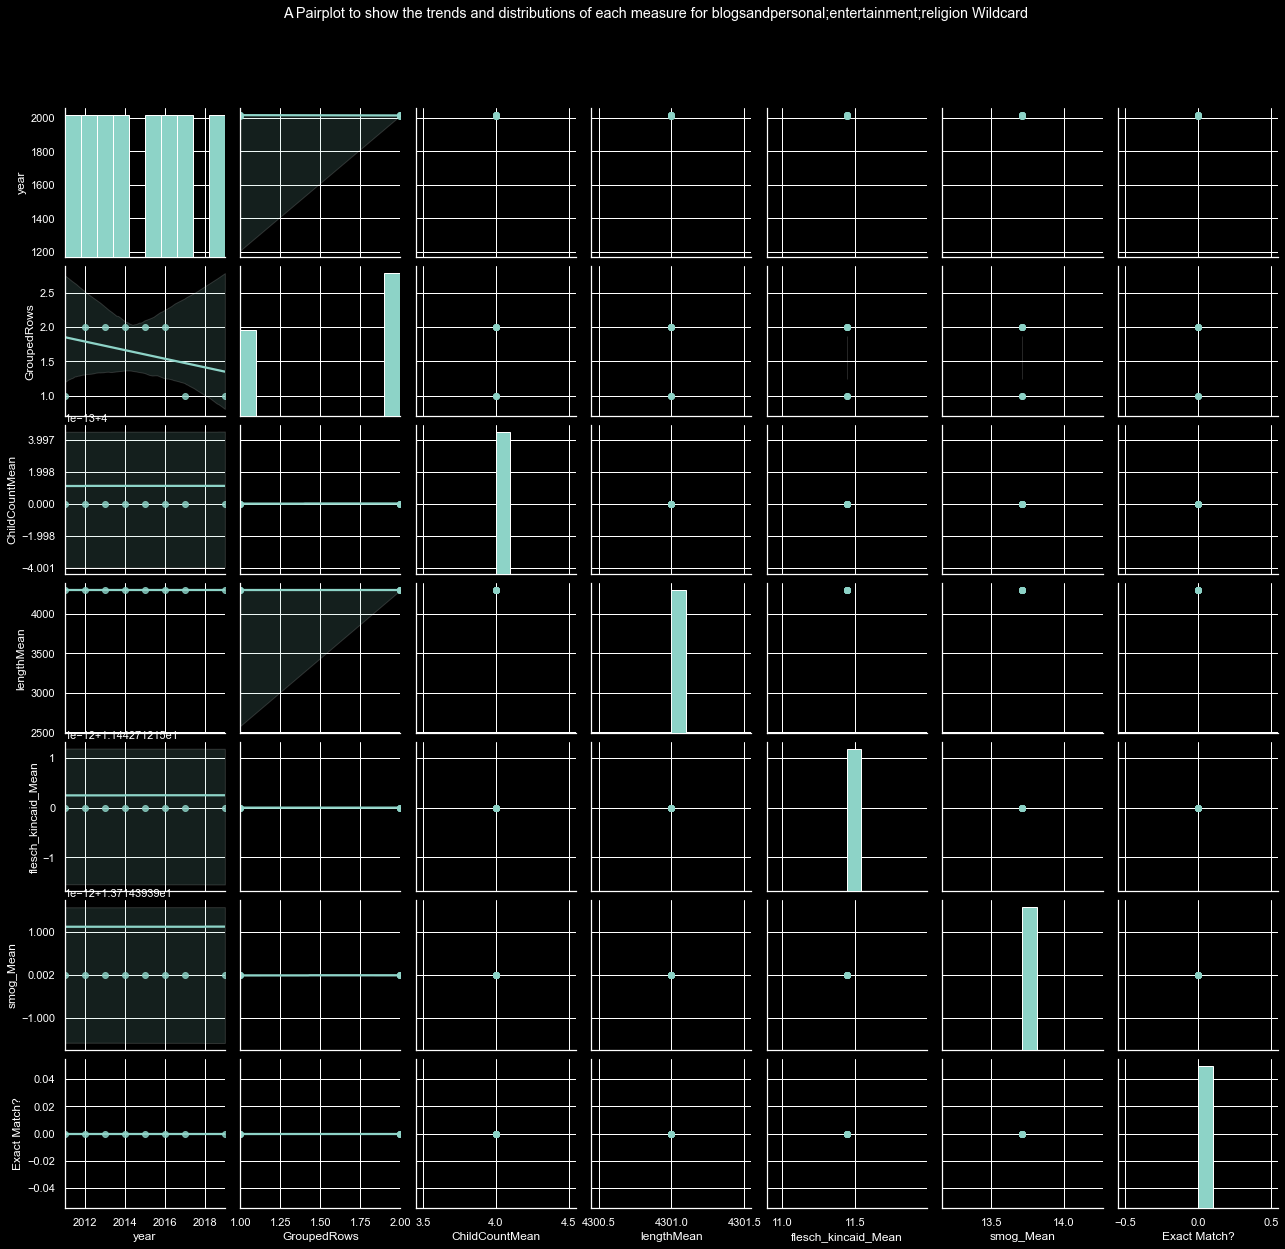 A Pairplot to show the trends and distributions of each measure for blogsandpersonal;entertainment;religion Wildcard
2000
1800
1600
1400
1200
year
2.5
2.0
1.5
1.0
GroupedRows
1e−13+4
3.997
1.998
0.000
−1.998
−4.001
ChildCountMean
4000
3500
3000
2500
lengthMean
1e−12+1.144271215e1
1
0
−1
flesch_kincaid_Mean
1e−12+1.37143939e1
1.000
0.002
−1.000
smog_Mean
0.04
0.02
0.00
−0.02
−0.04
Exact Match?
2012 2014 2016 2018 1.00 1.25 1.50 1.75 2.00 3.5 4.0 4.5 4300.5 4301.0 4301.5 11.0 11.5 13.5 14.0 −0.5 0.0 0.5
year GroupedRows ChildCountMean lengthMean flesch_kincaid_Mean smog_Mean Exact Match?